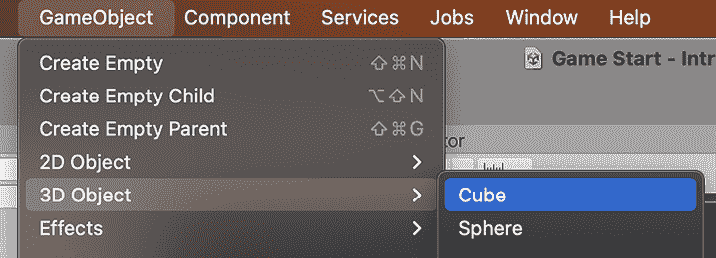 GameObject Component Services Jobs Window Help
Game Start - Intr
Create Empty ⇧⌘N
Create Empty Child ⌥⇧N
Create Empty Parent ⇧⌘G
2D Object
3D Object
Effects
tor
Cube
Sphere